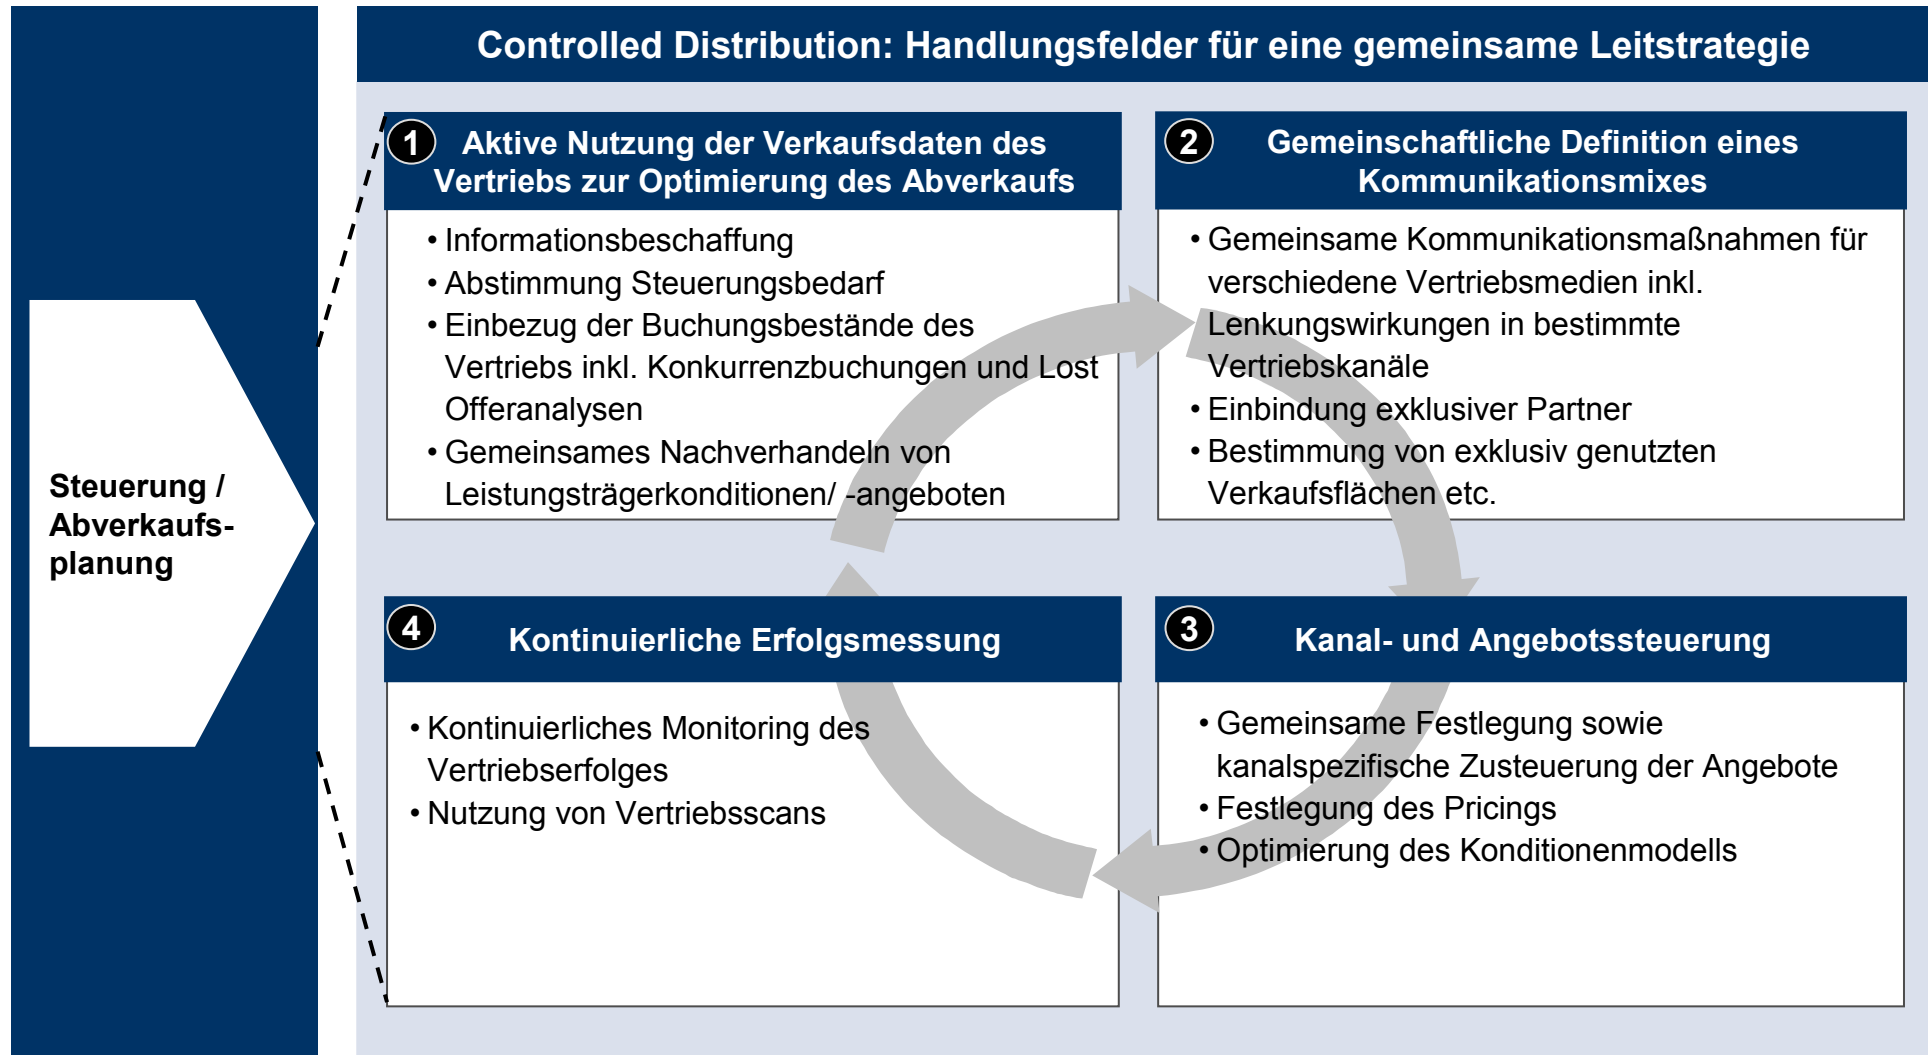 Controlled Distribution: Handlungsfelder für eine gemeinsame Leitstrategie
Steuerung /
Abverkaufs-
planung
1
Aktive Nutzung der Verkaufsdaten des
Vertriebs zur Optimierung des Abverkaufs
• Informationsbeschaffung
• Abstimmung Steuerungsbedarf
• Einbezug der Buchungsbestände des
Vertriebs inkl. Konkurrenzbuchungen und Lost
Offeranalysen
• Gemeinsames Nachverhandeln von
Leistungsträgerkonditionen/ -angeboten
2
Gemeinschaftliche Definition eines
Kommunikationsmixes
• Gemeinsame Kommunikationsmaßnahmen für
verschiedene Vertriebsmedien inkl.
Lenkungswirkungen in bestimmte
Vertriebskanäle
• Einbindung exklusiver Partner
• Bestimmung von exklusiv genutzten
Verkaufsflächen etc.
4
Kontinuierliche Erfolgsmessung
• Kontinuierliches Monitoring des
Vertriebserfolges
• Nutzung von Vertriebsscans
3
Kanal- und Angebotssteuerung
• Gemeinsame Festlegung sowie
kanalspezifische Zusteuerung der Angebote
• Festlegung des Pricings
• Optimierung des Konditionenmodells